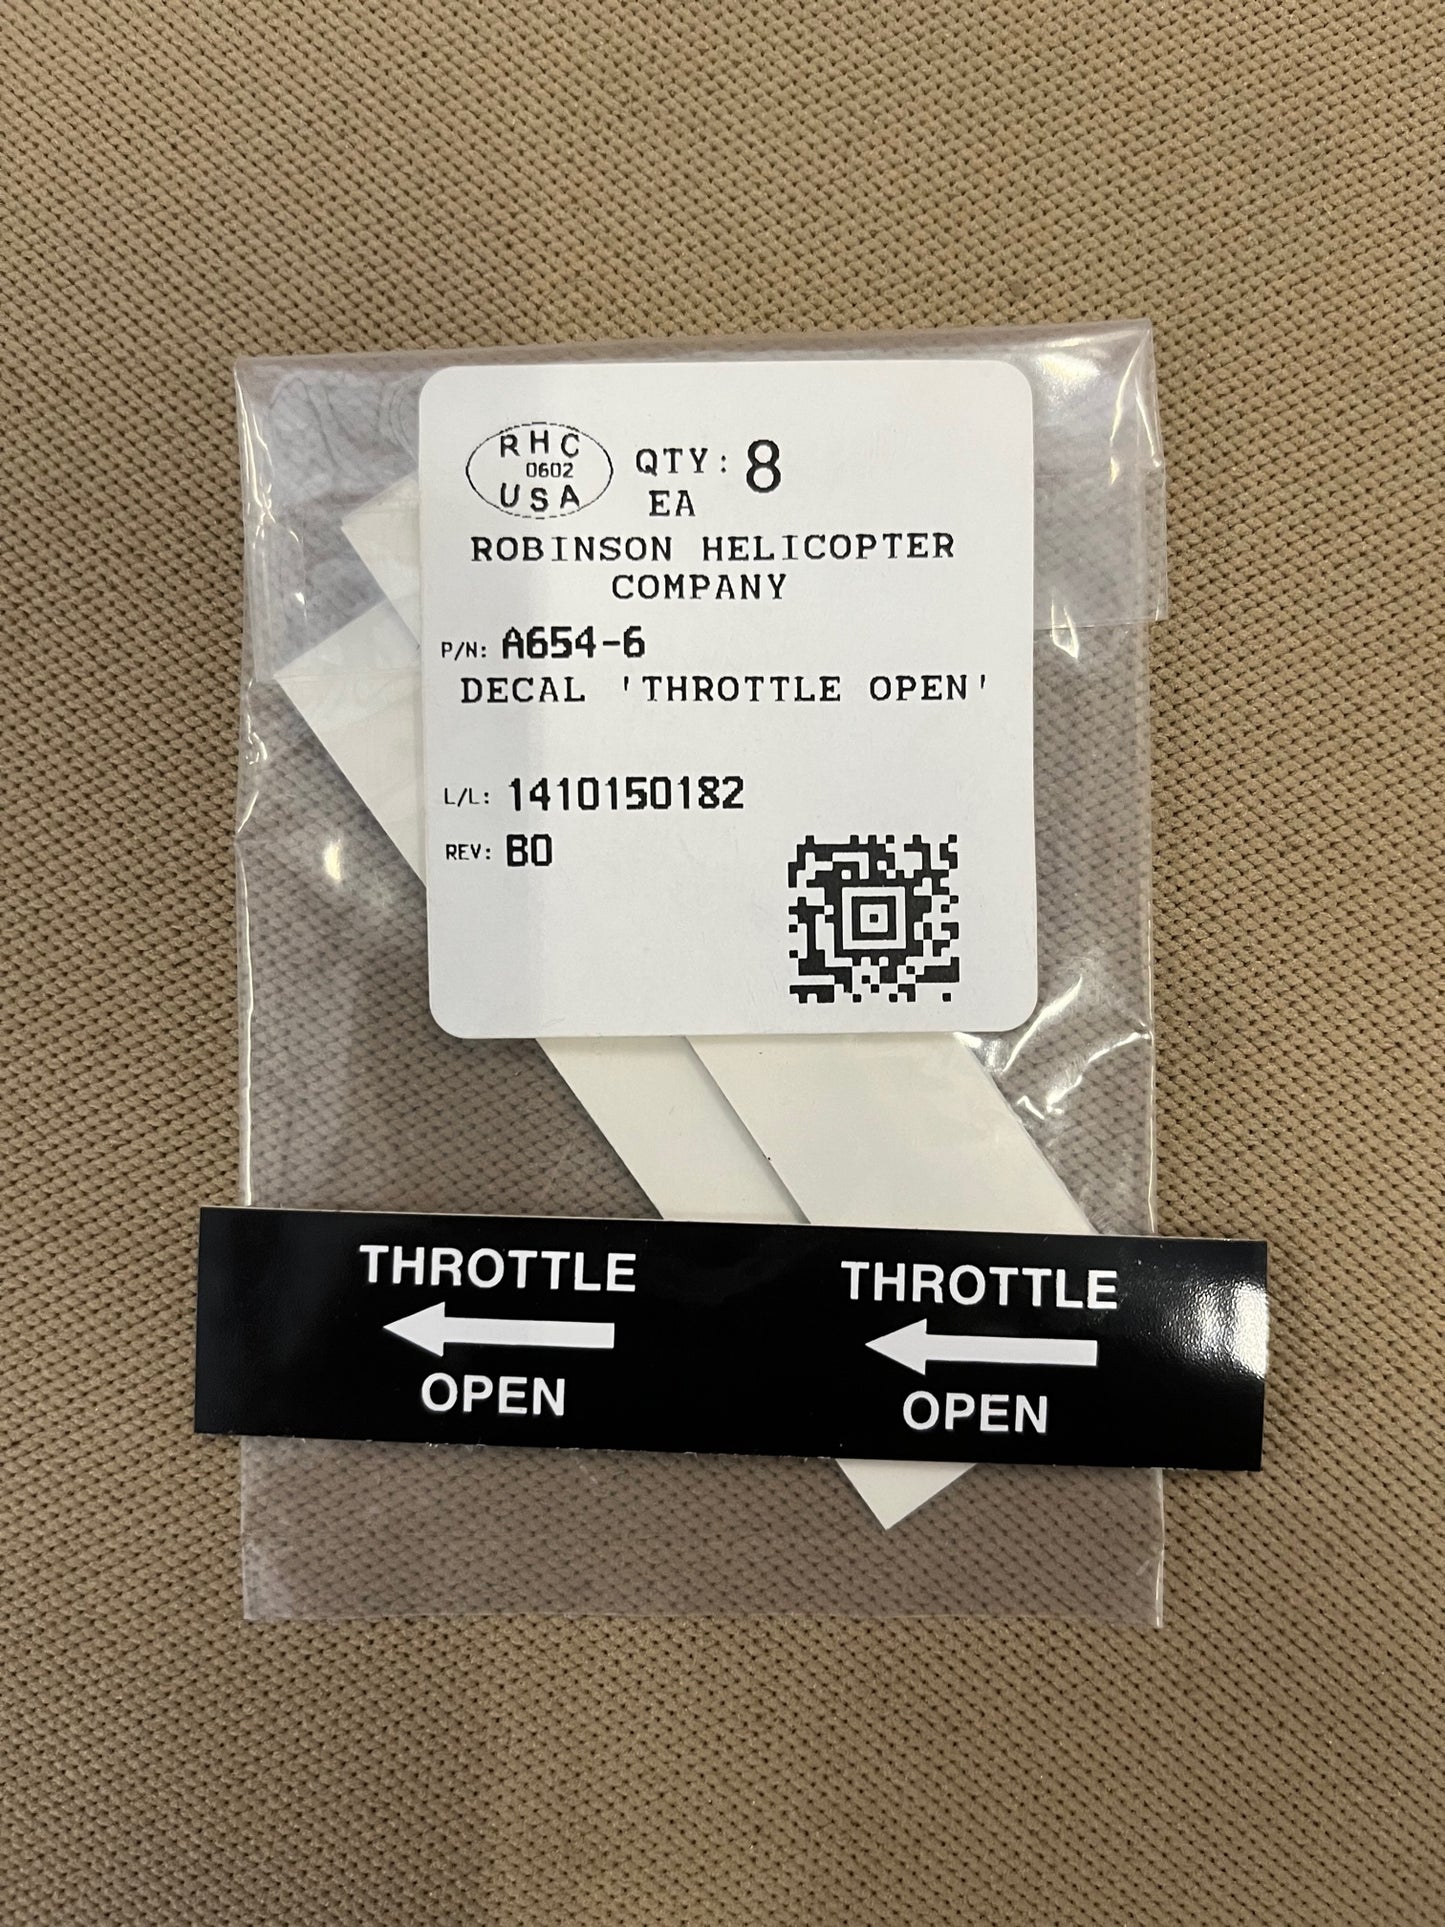 RHC
0602
USA
QTY: 8
EA
ROBINSON HELICOPTER
COMPANY
P/N: A654-6
DECAL 'THROTTLE OPEN'
L/L: 1410150182
REV: BO
THROTTLE
OPEN
THROTTLE
OPEN